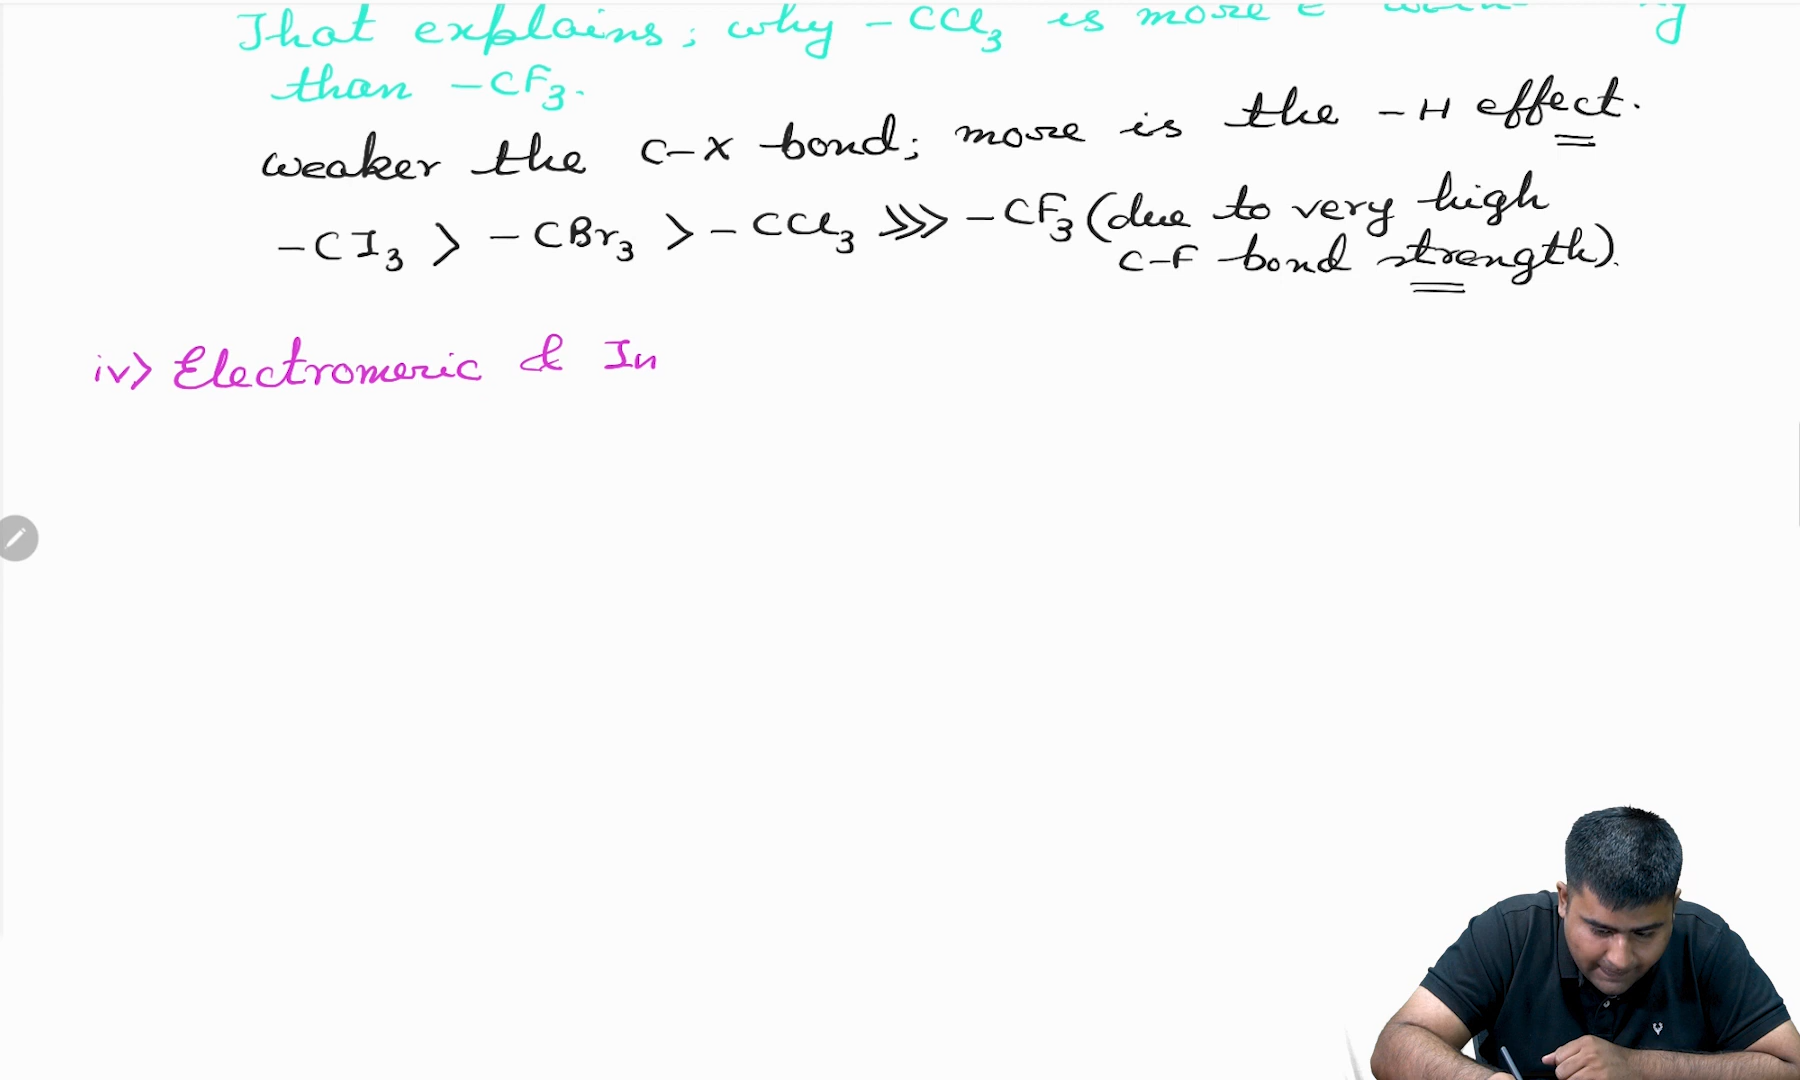 That explains; why -CCl₃ is more
than -CF₃.
weaker the C-X bond; more is the -H effect.
-CI₃ > -CBr₃ > -CCl₃ >>> -CF₃ (due to very high
C-F bond strength).
iv) Electromeric & In